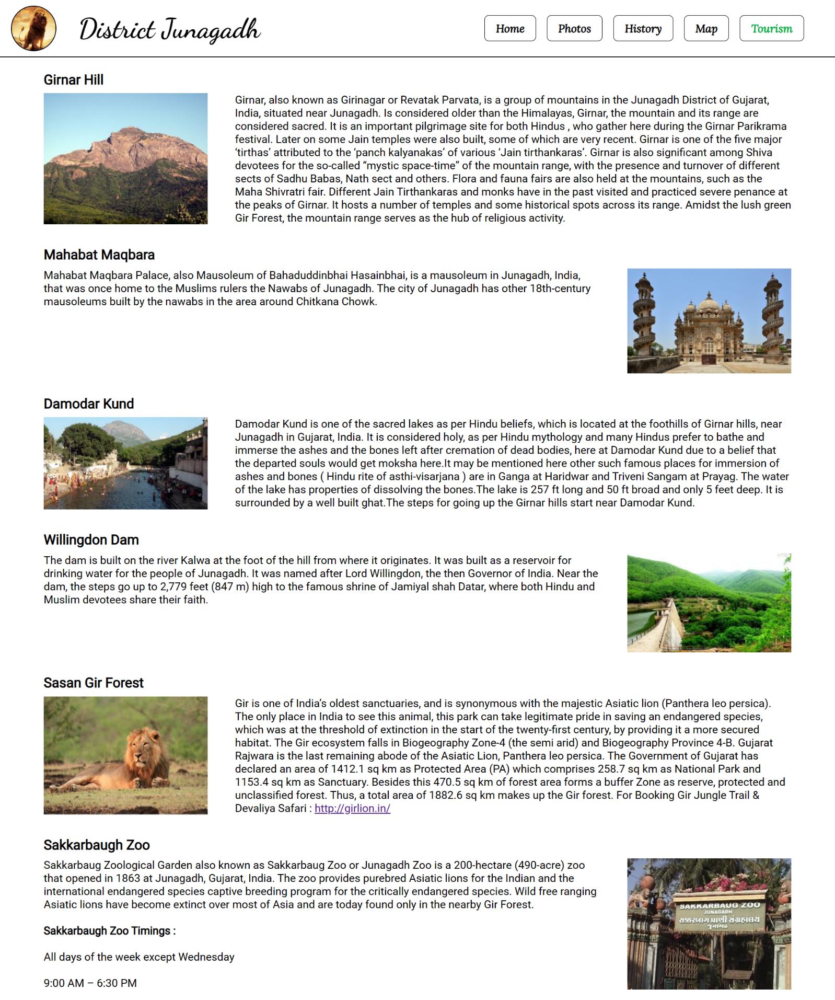 District Junagadh
Home
Photos
History
Map
Tourism
Girnar Hill
Girnar, also known as Girinagar or Revatak Parvata, is a group of mountains in the Junagadh District of Gujarat,
India, situated near Junagadh. Is considered older than the Himalayas, Girnar, the mountain and its range are
considered sacred. It is an important pilgrimage site for both Hindus , who gather here during the Girnar Parikrama
festival. Later on some Jain temples were also built, some of which are very recent. Girnar is one of the five major
‘tirthas’ attributed to the ‘panch kalyanakas’ of various ‘Jain tirthankaras’. Girnar is also significant among Shiva
devotees for the so-called “mystic space-time” of the mountain range, with the presence and turnover of different
sects of Sadhu Babas, Nath sect and others. Flora and fauna fairs are also held at the mountains, such as the
Maha Shivratri fair. Different Jain Tirthankaras and monks have in the past visited and practiced severe penance at
the peaks of Girnar. It hosts a number of temples and some historical spots across its range. Amidst the lush green
Gir Forest, the mountain range serves as the hub of religious activity.
Mahabat Maqbara
Mahabat Maqbara Palace, also Mausoleum of Bahaduddinbhai Hasainbhai, is a mausoleum in Junagadh, India,
that was once home to the Muslims rulers the Nawabs of Junagadh. The city of Junagadh has other 18th-century
mausoleums built by the nawabs in the area around Chitkana Chowk.
Damodar Kund
Damodar Kund is one of the sacred lakes as per Hindu beliefs, which is located at the foothills of Girnar hills, near
Junagadh in Gujarat, India. It is considered holy, as per Hindu mythology and many Hindus prefer to bathe and
immerse the ashes and the bones left after cremation of dead bodies, here at Damodar Kund due to a belief that
the departed souls would get moksha here.It may be mentioned here other such famous places for immersion of
ashes and bones ( Hindu rite of asthi-visarjana ) are in Ganga at Haridwar and Triveni Sangam at Prayag. The water
of the lake has properties of dissolving the bones.The lake is 257 ft long and 50 ft broad and only 5 feet deep. It is
surrounded by a well built ghat.The steps for going up the Girnar hills start near Damodar Kund.
Willingdon Dam
The dam is built on the river Kalwa at the foot of the hill from where it originates. It was built as a reservoir for
drinking water for the people of Junagadh. It was named after Lord Willingdon, the then Governor of India. Near the
dam, the steps go up to 2,779 feet (847 m) high to the famous shrine of Jamiyal shah Datar, where both Hindu and
Muslim devotees share their faith.
Sasan Gir Forest
Gir is one of India’s oldest sanctuaries, and is synonymous with the majestic Asiatic lion (Panthera leo persica).
The only place in India to see this animal, this park can take legitimate pride in saving an endangered species,
which was at the threshold of extinction in the start of the twenty-first century, by providing it a more secured
habitat. The Gir ecosystem falls in Biogeography Zone-4 (the semi arid) and Biogeography Province 4-B. Gujarat
Rajwara is the last remaining abode of the Asiatic Lion, Panthera leo persica. The Government of Gujarat has
declared an area of 1412.1 sq km as Protected Area (PA) which comprises 258.7 sq km as National Park and
1153.4 sq km as Sanctuary. Besides this 470.5 sq km of forest area forms a buffer Zone as reserve, protected and
unclassified forest. Thus, a total area of 1882.6 sq km makes up the Gir forest. For Booking Gir Jungle Trail &
Devaliya Safari : http://girlion.in/
Sakkarbaugh Zoo
Sakkarbaug Zoological Garden also known as Sakkarbaug Zoo or Junagadh Zoo is a 200-hectare (490-acre) zoo
that opened in 1863 at Junagadh, Gujarat, India. The zoo provides purebred Asiatic lions for the Indian and the
international endangered species captive breeding program for the critically endangered species. Wild free ranging
Asiatic lions have become extinct over most of Asia and are today found only in the nearby Gir Forest.
Sakkarbaugh Zoo Timings :
All days of the week except Wednesday
9:00 AM – 6:30 PM
SAKKARBAUG ZOO
JUNAGADH
સક્કરબાગ પ્રાણી સંગ્રહાલય
જુનાગઢ